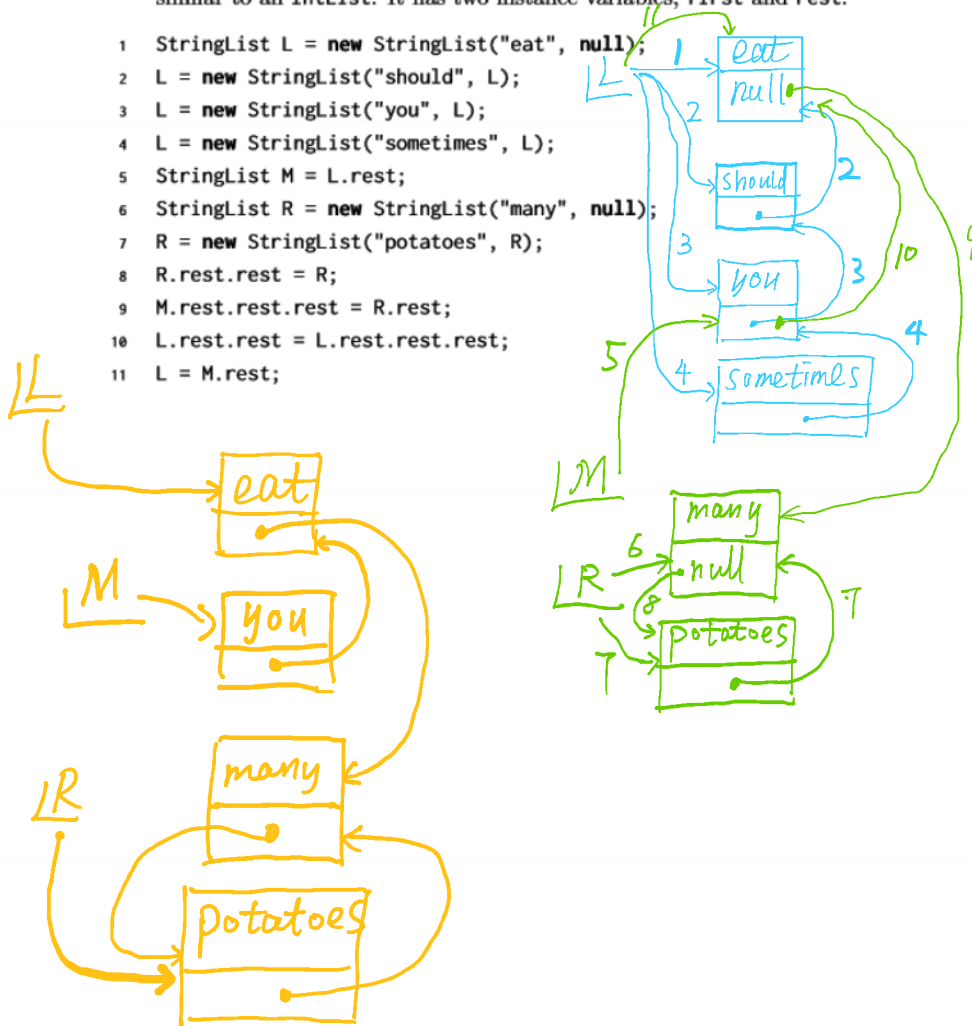 similar to an IntList. It has two instance variables, first and rest.
1 StringList L = new StringList("eat", null);
2 L = new StringList("should", L);
3 L = new StringList("you", L);
4 L = new StringList("sometimes", L);
5 StringList M = L.rest;
6 StringList R = new StringList("many", null);
7 R = new StringList("potatoes", R);
8 R.rest.rest = R;
9 M.rest.rest.rest = R.rest;
10 L.rest.rest = L.rest.rest.rest;
11 L = M.rest;
11
L
1
eat
null
2
should
2
3
you
3
10
9
5
4
sometimes
4
M
many
R
6
null
8
7
potatoes
7
L
eat
M
you
many
R
potatoes